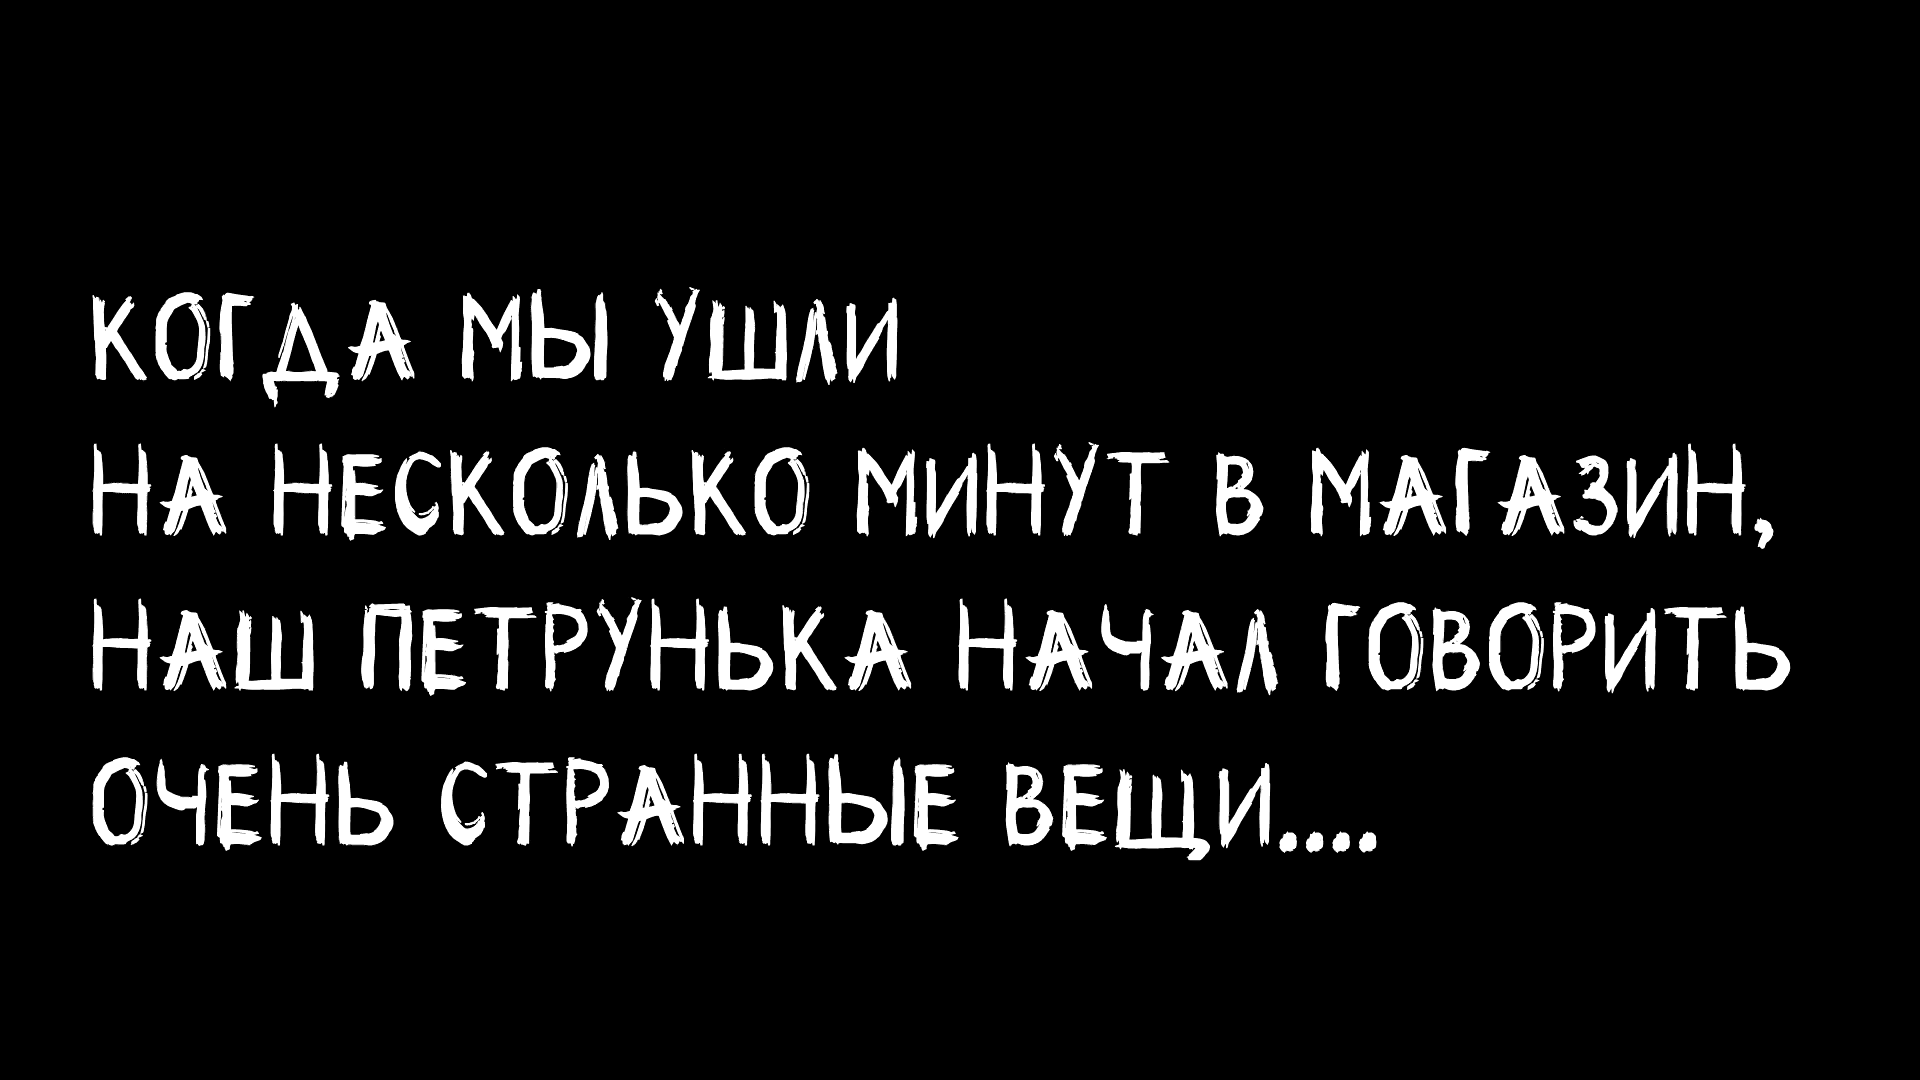 КОГДА МЫ УШЛИ
НА НЕСКОЛЬКО МИНУТ В МАГАЗИН,
НАШ ПЕТРУНЬКА НАЧАЛ ГОВОРИТЬ
ОЧЕНЬ СТРАННЫЕ ВЕЩИ....